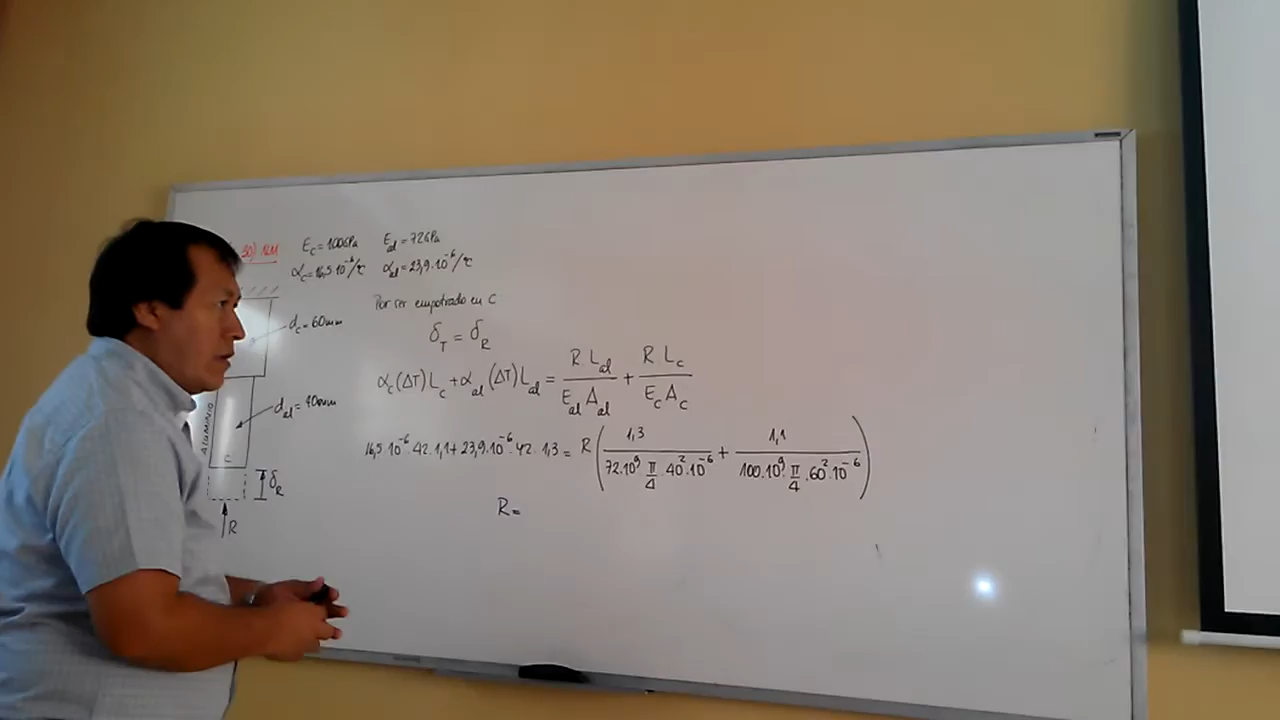 30) 
E_c=100GPa E_al=72GPa
α_c=16,5·10^-6/°C α_al=23,9·10^-6/°C
Por ser empotrado en C
d_c=60mm
δ_T = δ_R
α_c(ΔT)L_c+α_al(ΔT)L_al = R L_al / E_al A_al + R L_c / E_c A_c
d_al=40mm
ALUMINIO
16,5·10^-6·42·1,1+23,9·10^-6·42·1,3= R(1,3 / 72·10^9·π/4·40^2·10^-6 + 1,1 / 100·10^9·π/4·60^2·10^-6)
C
δ_R
R=
R